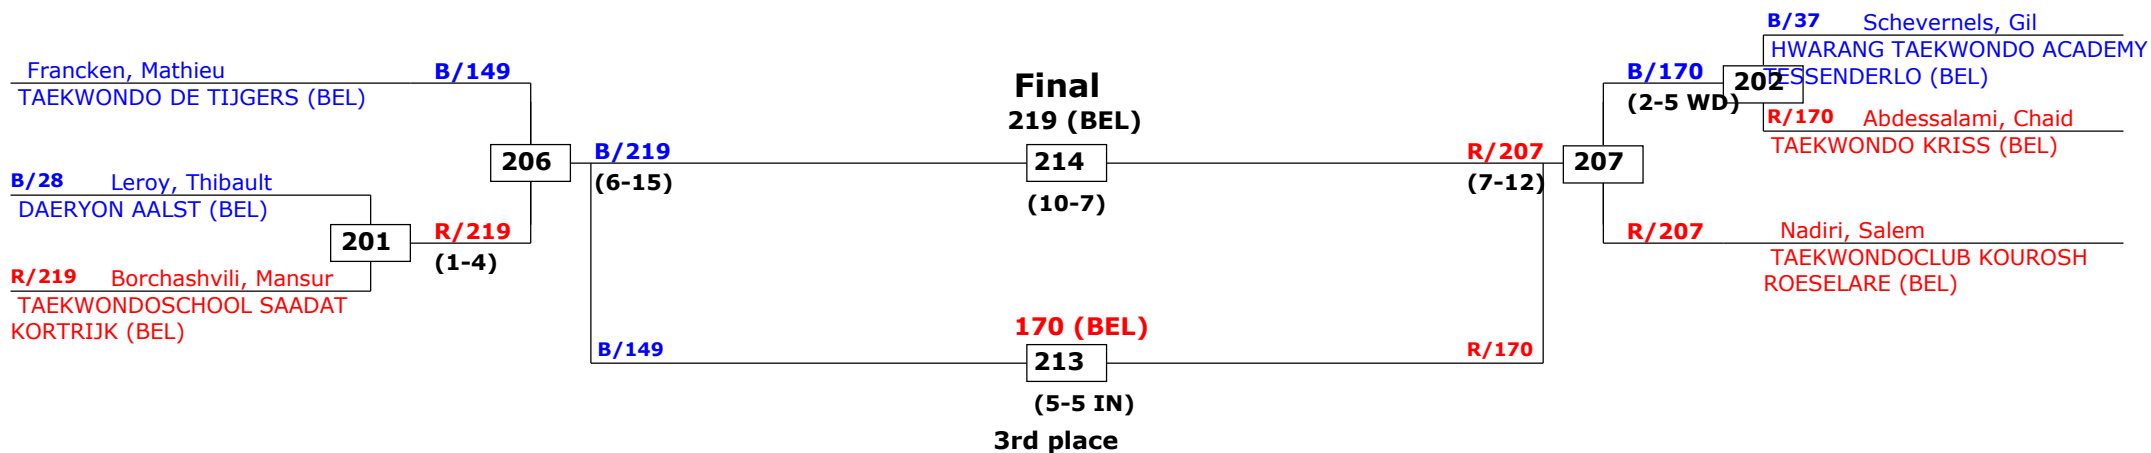 Francken, Mathieu
TAEKWONDO DE TIJGERS (BEL)
B/149
B/28 Leroy, Thibault
DAERYON AALST (BEL)
201
R/219 Borchashvili, Mansur
TAEKWONDOSCHOOL SAADAT
KORTRIJK (BEL)
R/219
(1-4)
206
B/219
(6-15)
Final
219 (BEL)
214
(10-7)
B/149
170 (BEL)
213
(5-5 IN)
3rd place
R/170
R/207
(7-12)
207
B/170
(2-5 WD)
202
B/37 Schevernels, Gil
HWARANG TAEKWONDO ACADEMY
TESSENDERLO (BEL)
R/170 Abdessalami, Chaid
TAEKWONDO KRISS (BEL)
R/207
Nadiri, Salem
TAEKWONDOCLUB KOUROSH
ROESELARE (BEL)